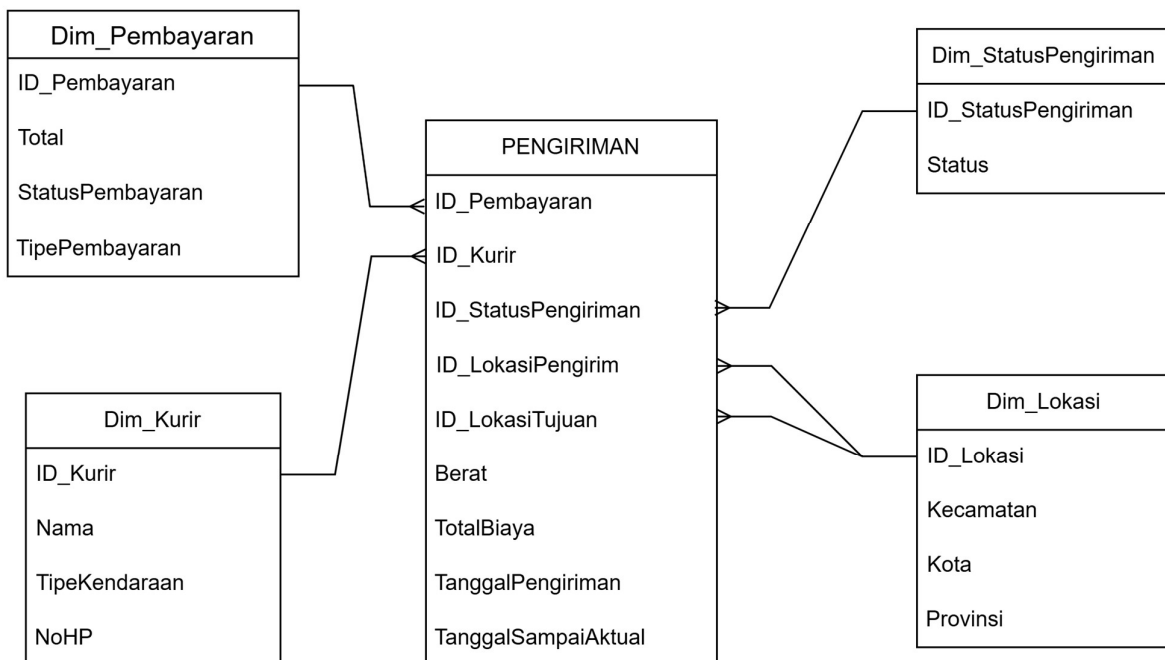 Dim_Pembayaran
ID_Pembayaran
Total
StatusPembayaran
TipePembayaran
Dim_Kurir
ID_Kurir
Nama
TipeKendaraan
NoHP
PENGIRIMAN
ID_Pembayaran
ID_Kurir
ID_StatusPengiriman
ID_LokasiPengirim
ID_LokasiTujuan
Berat
TotalBiaya
TanggalPengiriman
TanggalSampaiAktual
Dim_StatusPengiriman
ID_StatusPengiriman
Status
Dim_Lokasi
ID_Lokasi
Kecamatan
Kota
Provinsi